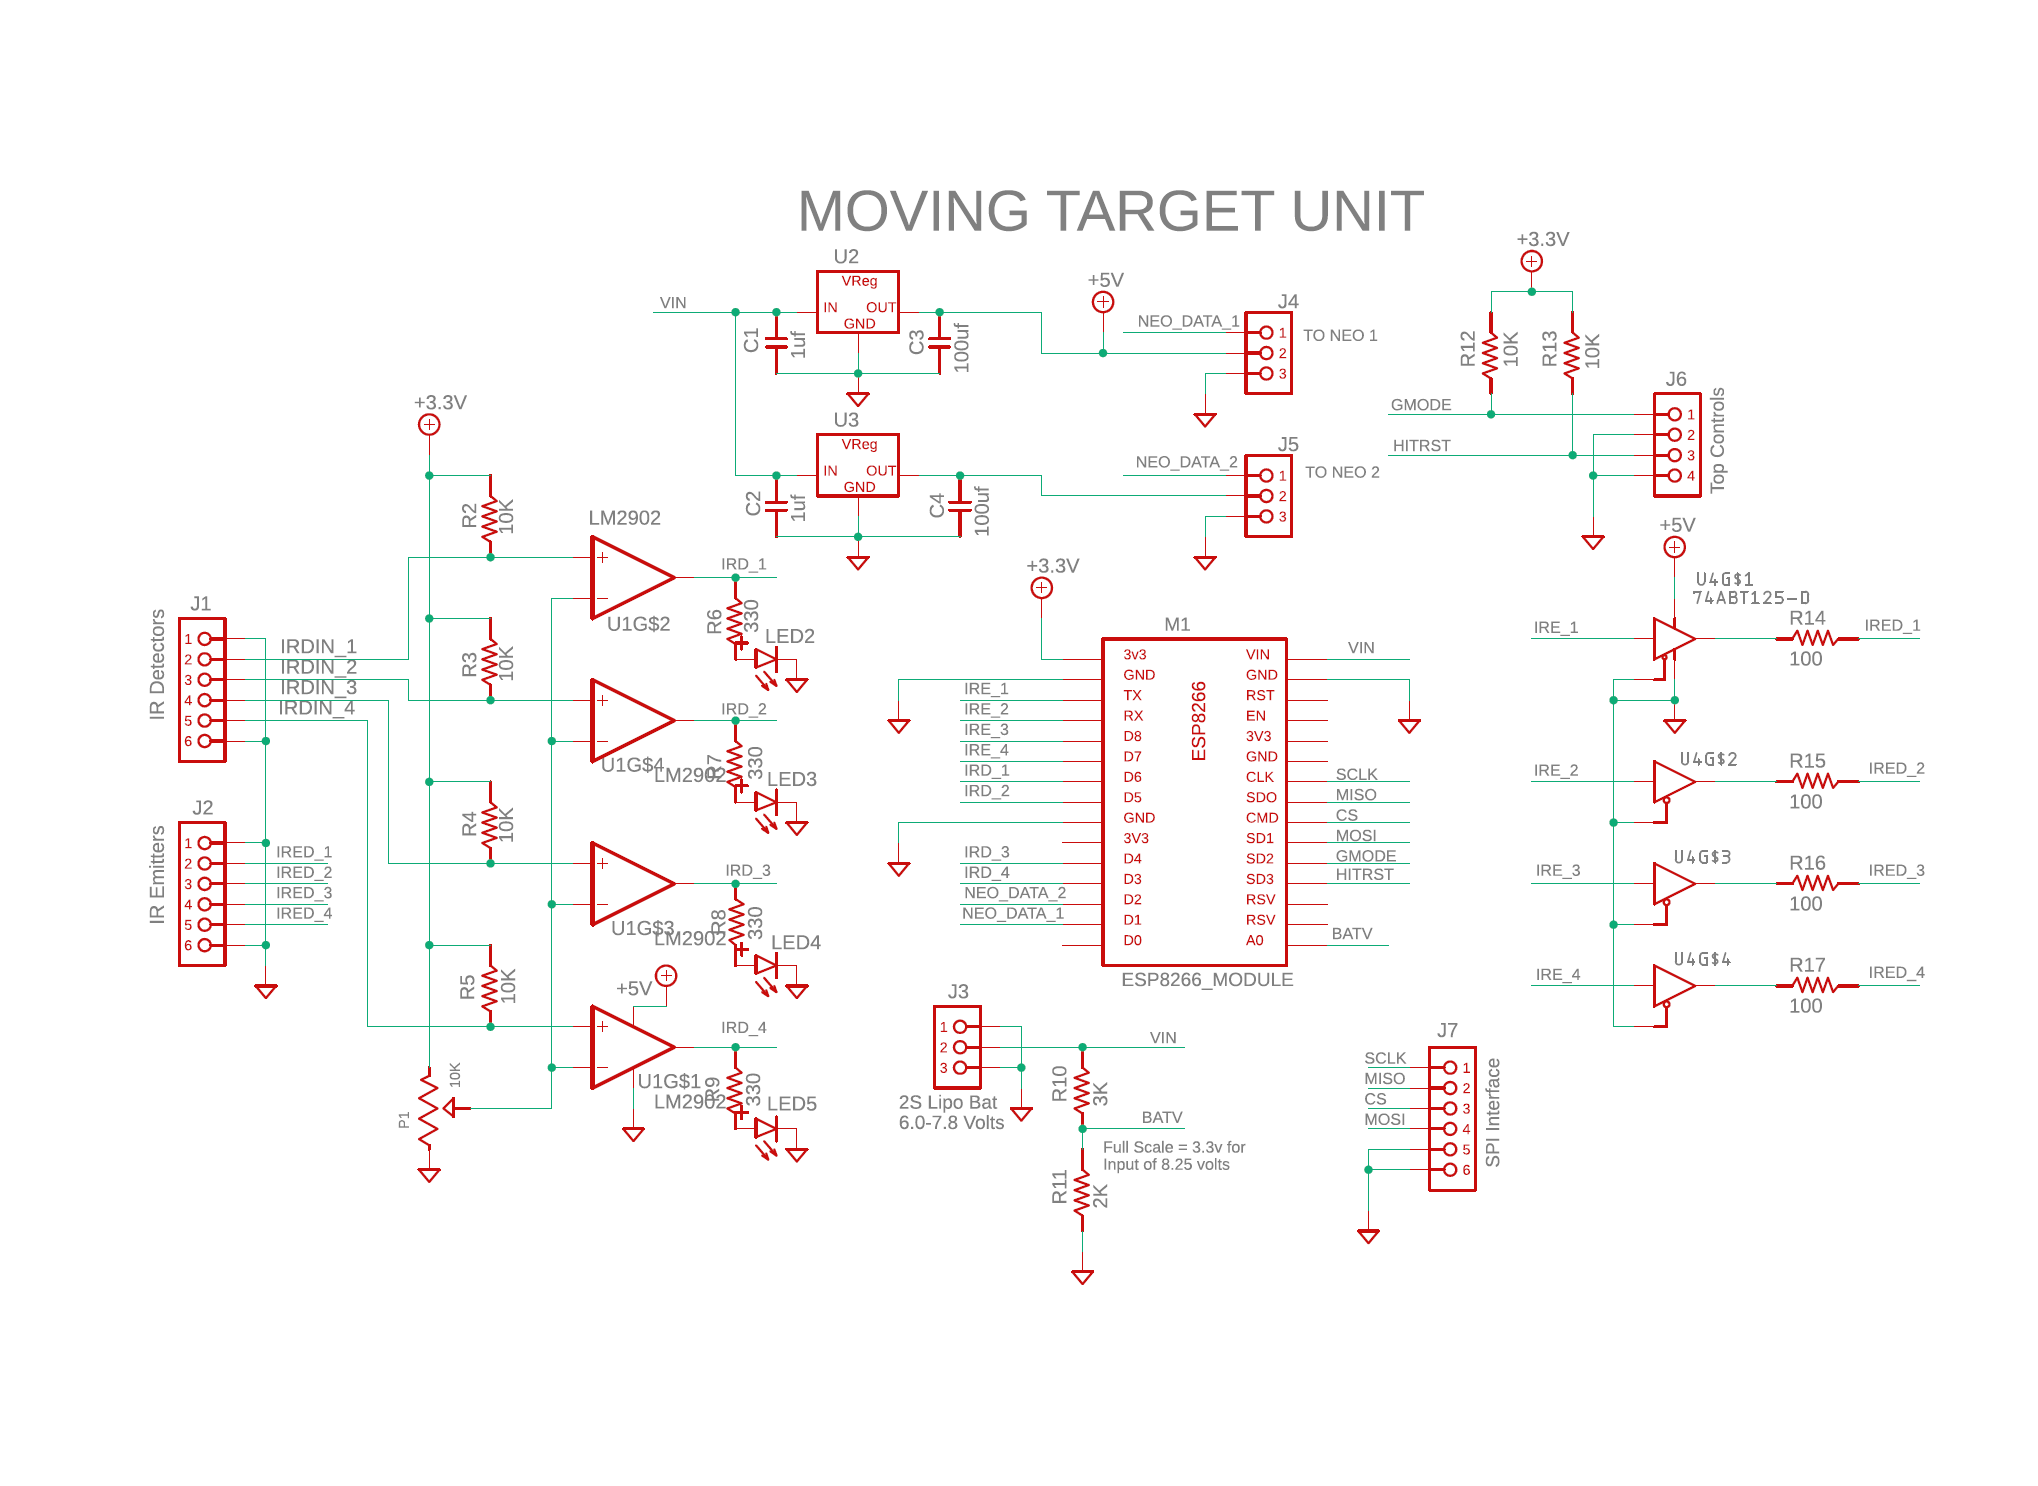 MOVING TARGET UNIT
VIN
U2
VReg
IN OUT
GND
C1
1uf
C3
100uf
U3
VReg
IN OUT
GND
C2
1uf
C4
100uf
+5V
NEO_DATA_1
J4
1
2
3
TO NEO 1
NEO_DATA_2
J5
1
2
3
TO NEO 2
+3.3V
R12
10K
R13
10K
GMODE
HITRST
J6
1
2
3
4
Top Controls
+3.3V
R2
10K
R3
10K
R4
10K
R5
10K
P1
10K
J1
IR Detectors
1
2
3
4
5
6
IRDIN_1
IRDIN_2
IRDIN_3
IRDIN_4
J2
IR Emitters
1
2
3
4
5
6
IRED_1
IRED_2
IRED_3
IRED_4
LM2902
U1G$2
IRD_1
R6
330
LED2
U1G$4
LM2902
IRD_2
R7
330
LED3
U1G$3
LM2902
IRD_3
R8
330
LED4
+5V
U1G$1
LM2902
IRD_4
R9
330
LED5
+3.3V
M1
ESP8266
3v3 VIN
GND GND
TX RST
RX EN
D8 3V3
D7 GND
D6 CLK
D5 SDO
GND CMD
3V3 SD1
D4 SD2
D3 SD3
D2 RSV
D1 RSV
D0 A0
ESP8266_MODULE
IRE_1
IRE_2
IRE_3
IRE_4
IRD_1
IRD_2
IRD_3
IRD_4
NEO_DATA_2
NEO_DATA_1
VIN
SCLK
MISO
CS
MOSI
GMODE
HITRST
BATV
J3
1
2
3
2S Lipo Bat
6.0-7.8 Volts
VIN
R10
3K
BATV
Full Scale = 3.3v for
Input of 8.25 volts
R11
2K
J7
SCLK
MISO
CS
MOSI
1
2
3
4
5
6
SPI Interface
+5V
U4G$1
74ABT125-D
IRE_1
R14
100
IRED_1
U4G$2
IRE_2
R15
100
IRED_2
U4G$3
IRE_3
R16
100
IRED_3
U4G$4
IRE_4
R17
100
IRED_4